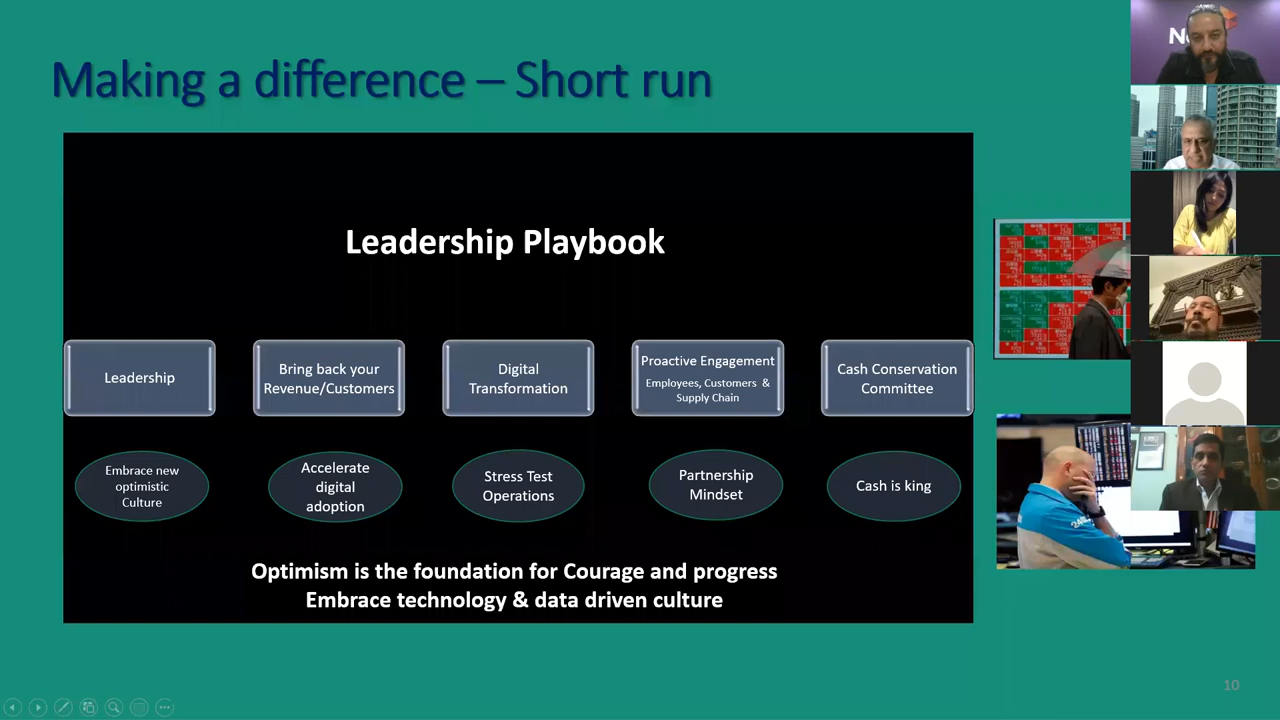 Making a difference – Short run
Leadership Playbook
Leadership
Bring back your
Revenue/Customers
Digital
Transformation
Proactive Engagement
Employees, Customers &
Supply Chain
Cash Conservation
Committee
Embrace new
optimistic
Culture
Accelerate
digital
adoption
Stress Test
Operations
Partnership
Mindset
Cash is king
Optimism is the foundation for Courage and progress
Embrace technology & data driven culture
10